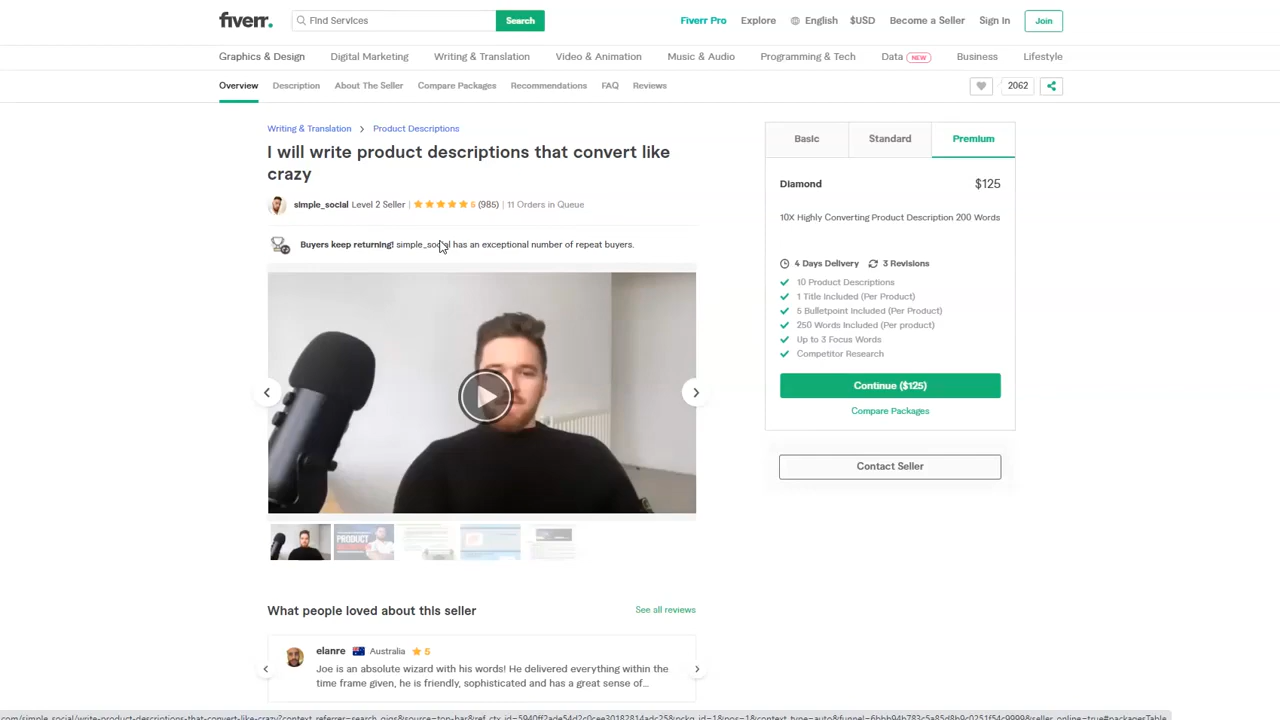 fiverr.
Find Services
Search
Fiverr Pro
Explore
English
$USD
Become a Seller
Sign In
Join
Graphics & Design
Digital Marketing
Writing & Translation
Video & Animation
Music & Audio
Programming & Tech
Data NEW
Business
Lifestyle
Overview
Description
About The Seller
Compare Packages
Recommendations
FAQ
Reviews
2062
Writing & Translation > Product Descriptions
I will write product descriptions that convert like
crazy
simple_social Level 2 Seller | 5 (985) | 11 Orders in Queue
Buyers keep returning! simple_social has an exceptional number of repeat buyers.
PRODUCT
What people loved about this seller
See all reviews
elanre Australia 5
Joe is an absolute wizard with his words! He delivered everything within the
time frame given, he is friendly, sophisticated and has a great sense of...
Basic
Standard
Premium
Diamond $125
10X Highly Converting Product Description 200 Words
4 Days Delivery 3 Revisions
10 Product Descriptions
1 Title Included (Per Product)
5 Bulletpoint Included (Per Product)
250 Words Included (Per product)
Up to 3 Focus Words
Competitor Research
Continue ($125)
Compare Packages
Contact Seller